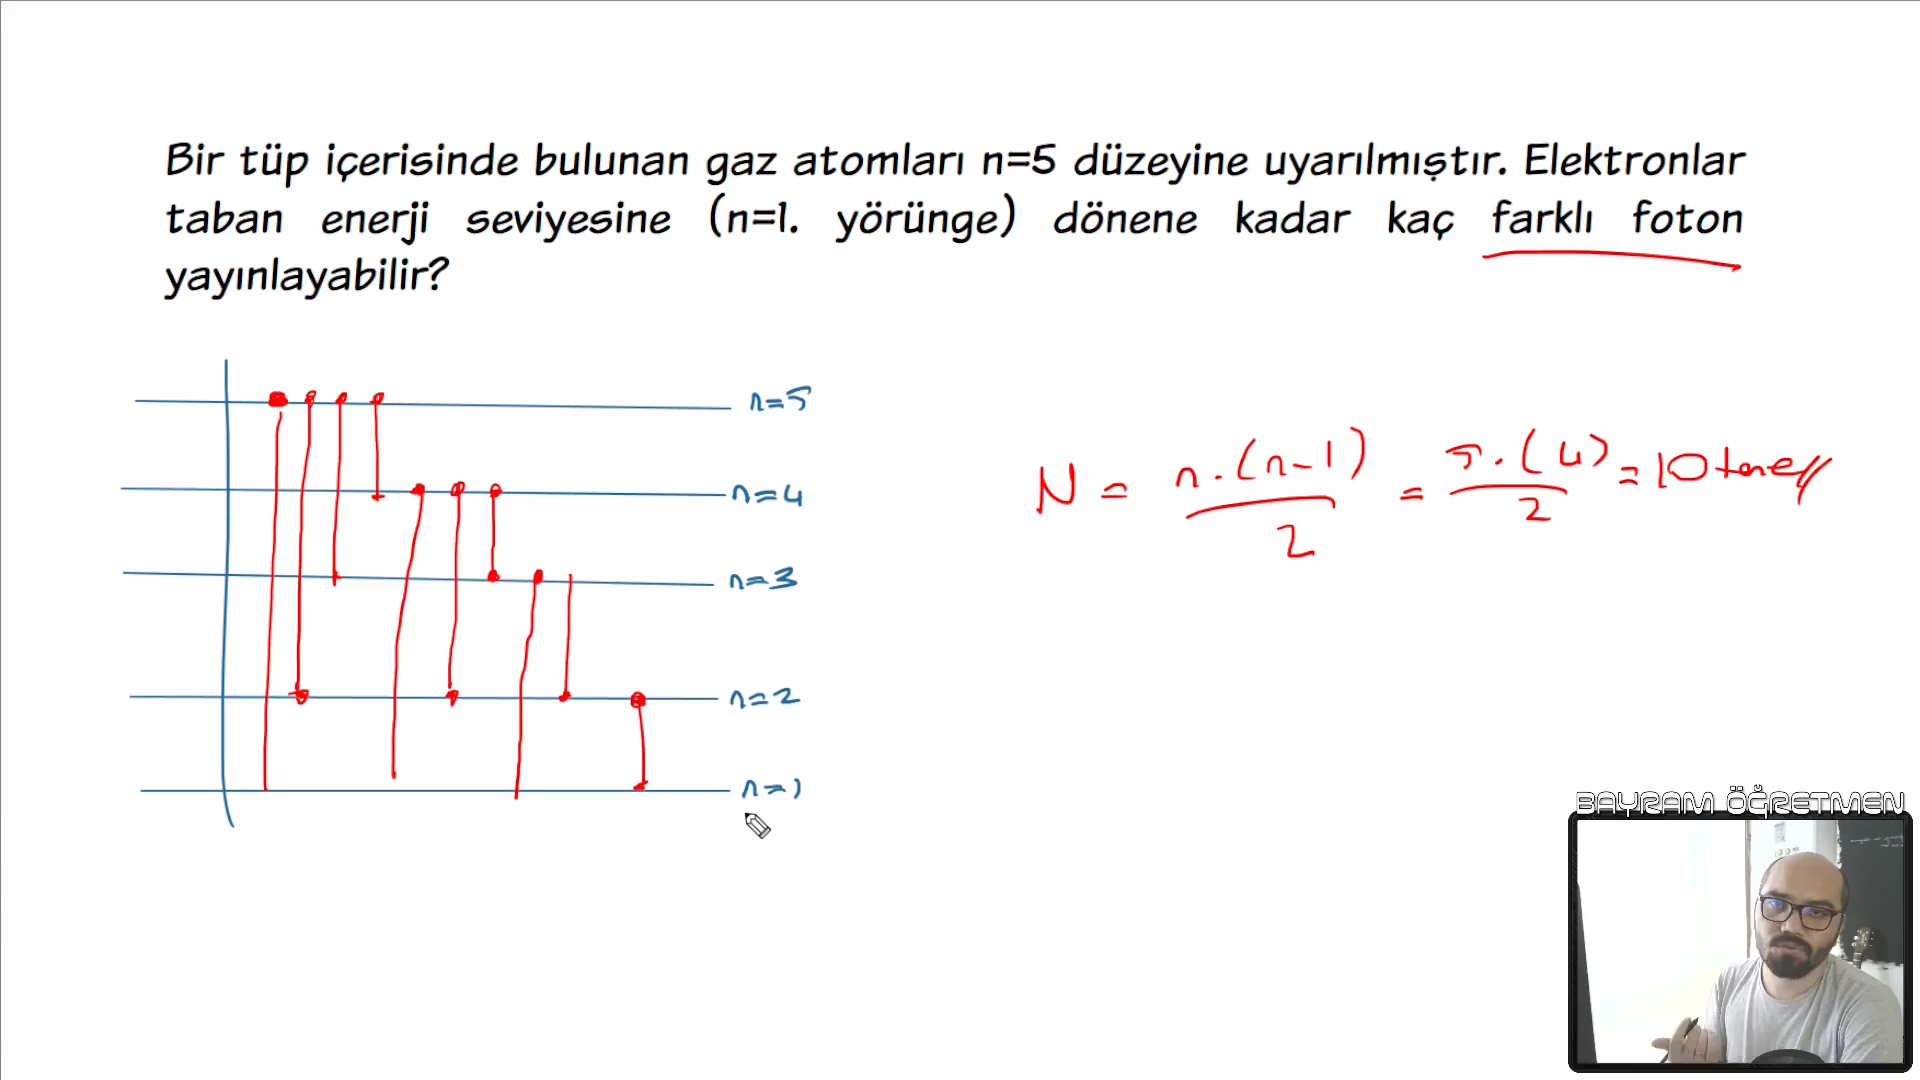 Bir tüp içerisinde bulunan gaz atomları n=5 düzeyine uyarılmıştır. Elektronlar
taban enerji seviyesine (n=1. yörünge) dönene kadar kaç farklı foton
yayınlayabilir?
n=5
n=4
n=3
n=2
n=1
N = n.(n-1)/2 = 5.(4)/2 = 10 tane//
BAYRAM ÖĞRETMEN